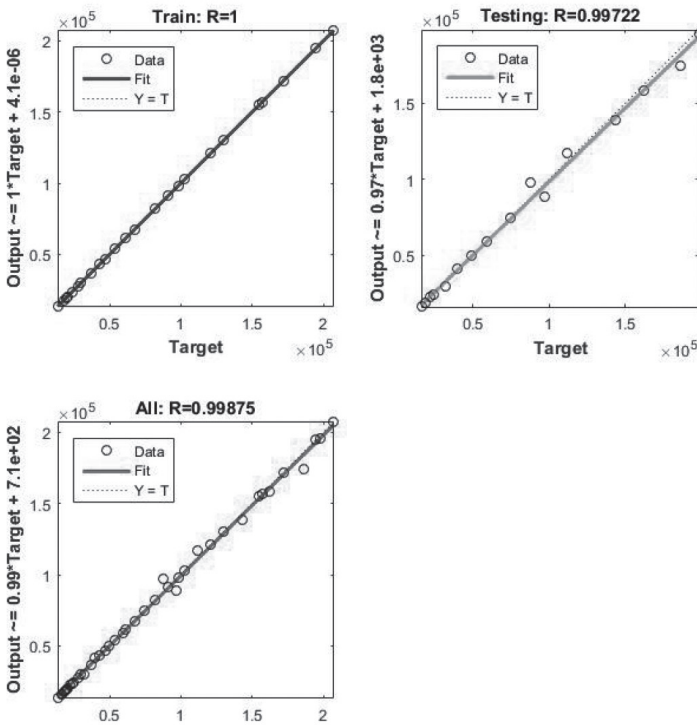 ×10^5
Train: R=1
Output ~= 1*Target + 4.1e-06
Data
Fit
Y = T
2
1.5
1
0.5
0.5
1
1.5
2
Target
×10^5
×10^5
Testing: R=0.99722
Output ~= 0.97*Target + 1.8e+03
Data
Fit
Y = T
1.5
1
0.5
0.5
1
1.5
Target
×10^5
×10^5
All: R=0.99875
Output ~= 0.99*Target + 7.1e+02
Data
Fit
Y = T
2
1.5
1
0.5
0.5
1
1.5
2